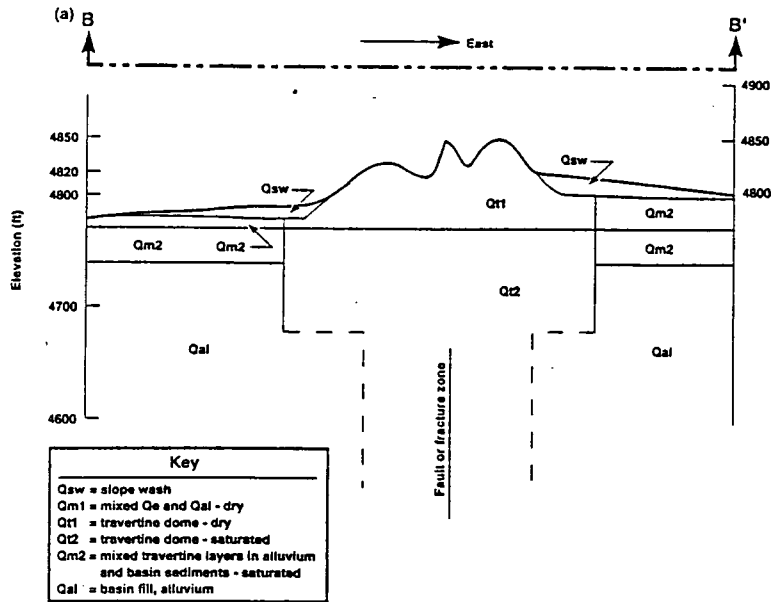 (a) B
East
B'
4900
4850
4850
4820
4800
4800
Qsw
Qsw
Qt1
Qm2
Qm2
Qm2
Qm2
Elevation (ft)
Qt2
4700
Qal
Qal
Fault or fracture zone
4600
Key
Qsw = slope wash
Qm1 = mixed Qe and Qal - dry
Qt1 = travertine dome - dry
Qt2 = travertine dome - saturated
Qm2 = mixed travertine layers in alluvium
and basin sediments - saturated
Qal = basin fill, alluvium